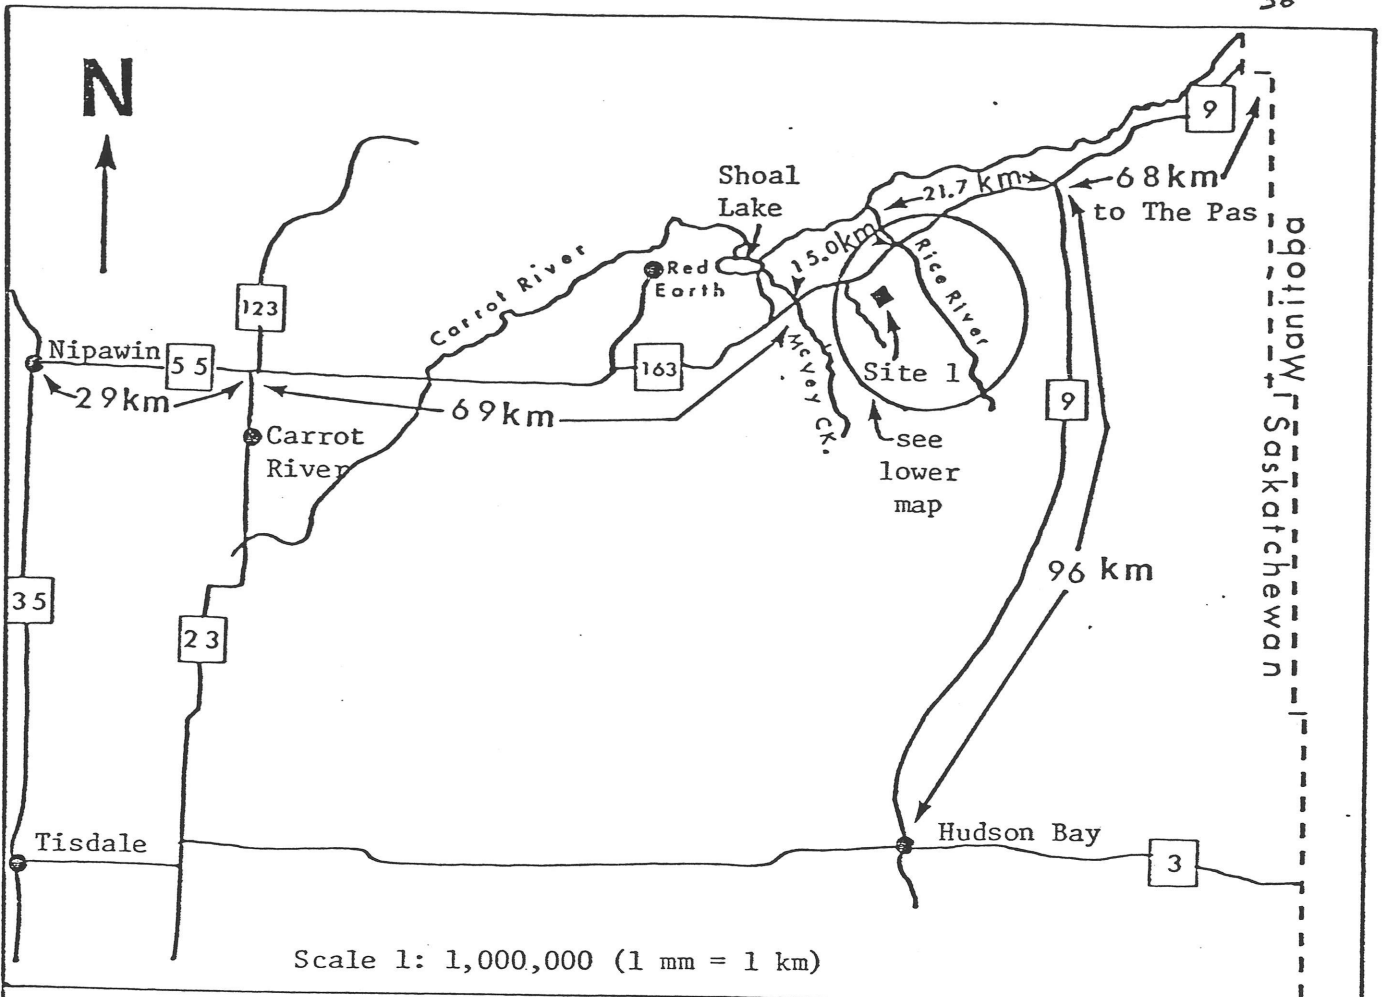 N
9
Shoal
Lake
21.7 km
68km
to The Pas
15.0km
Carrot River
Red
Earth
Rice River
123
Nipawin
55
163
McVey CK.
Site 1
29km
69km
9
Carrot
River
see
lower
map
Manitoba
Saskatchewan
96 km
35
23
Tisdale
Hudson Bay
3
Scale 1: 1,000,000 (1 mm = 1 km)